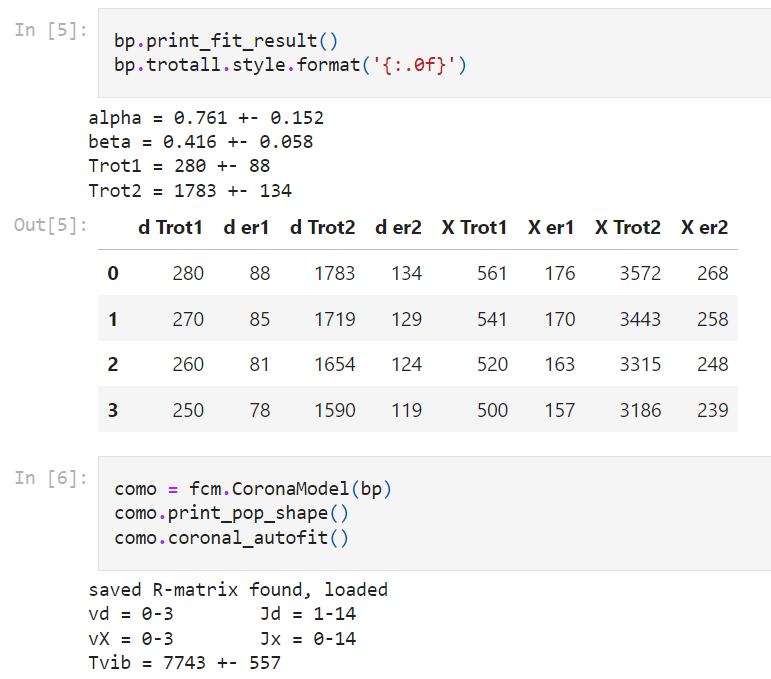 In [5]:
bp.print_fit_result()
bp.trotall.style.format('{:.0f}')
alpha = 0.761 +- 0.152
beta = 0.416 +- 0.058
Trot1 = 280 +- 88
Trot2 = 1783 +- 134
Out[5]:
d Trot1 d er1 d Trot2 d er2 X Trot1 X er1 X Trot2 X er2
0 280 88 1783 134 561 176 3572 268
1 270 85 1719 129 541 170 3443 258
2 260 81 1654 124 520 163 3315 248
3 250 78 1590 119 500 157 3186 239
In [6]:
como = fcm.CoronaModel(bp)
como.print_pop_shape()
como.coronal_autofit()
saved R-matrix found, loaded
vd = 0-3 Jd = 1-14
vX = 0-3 Jx = 0-14
Tvib = 7743 +- 557